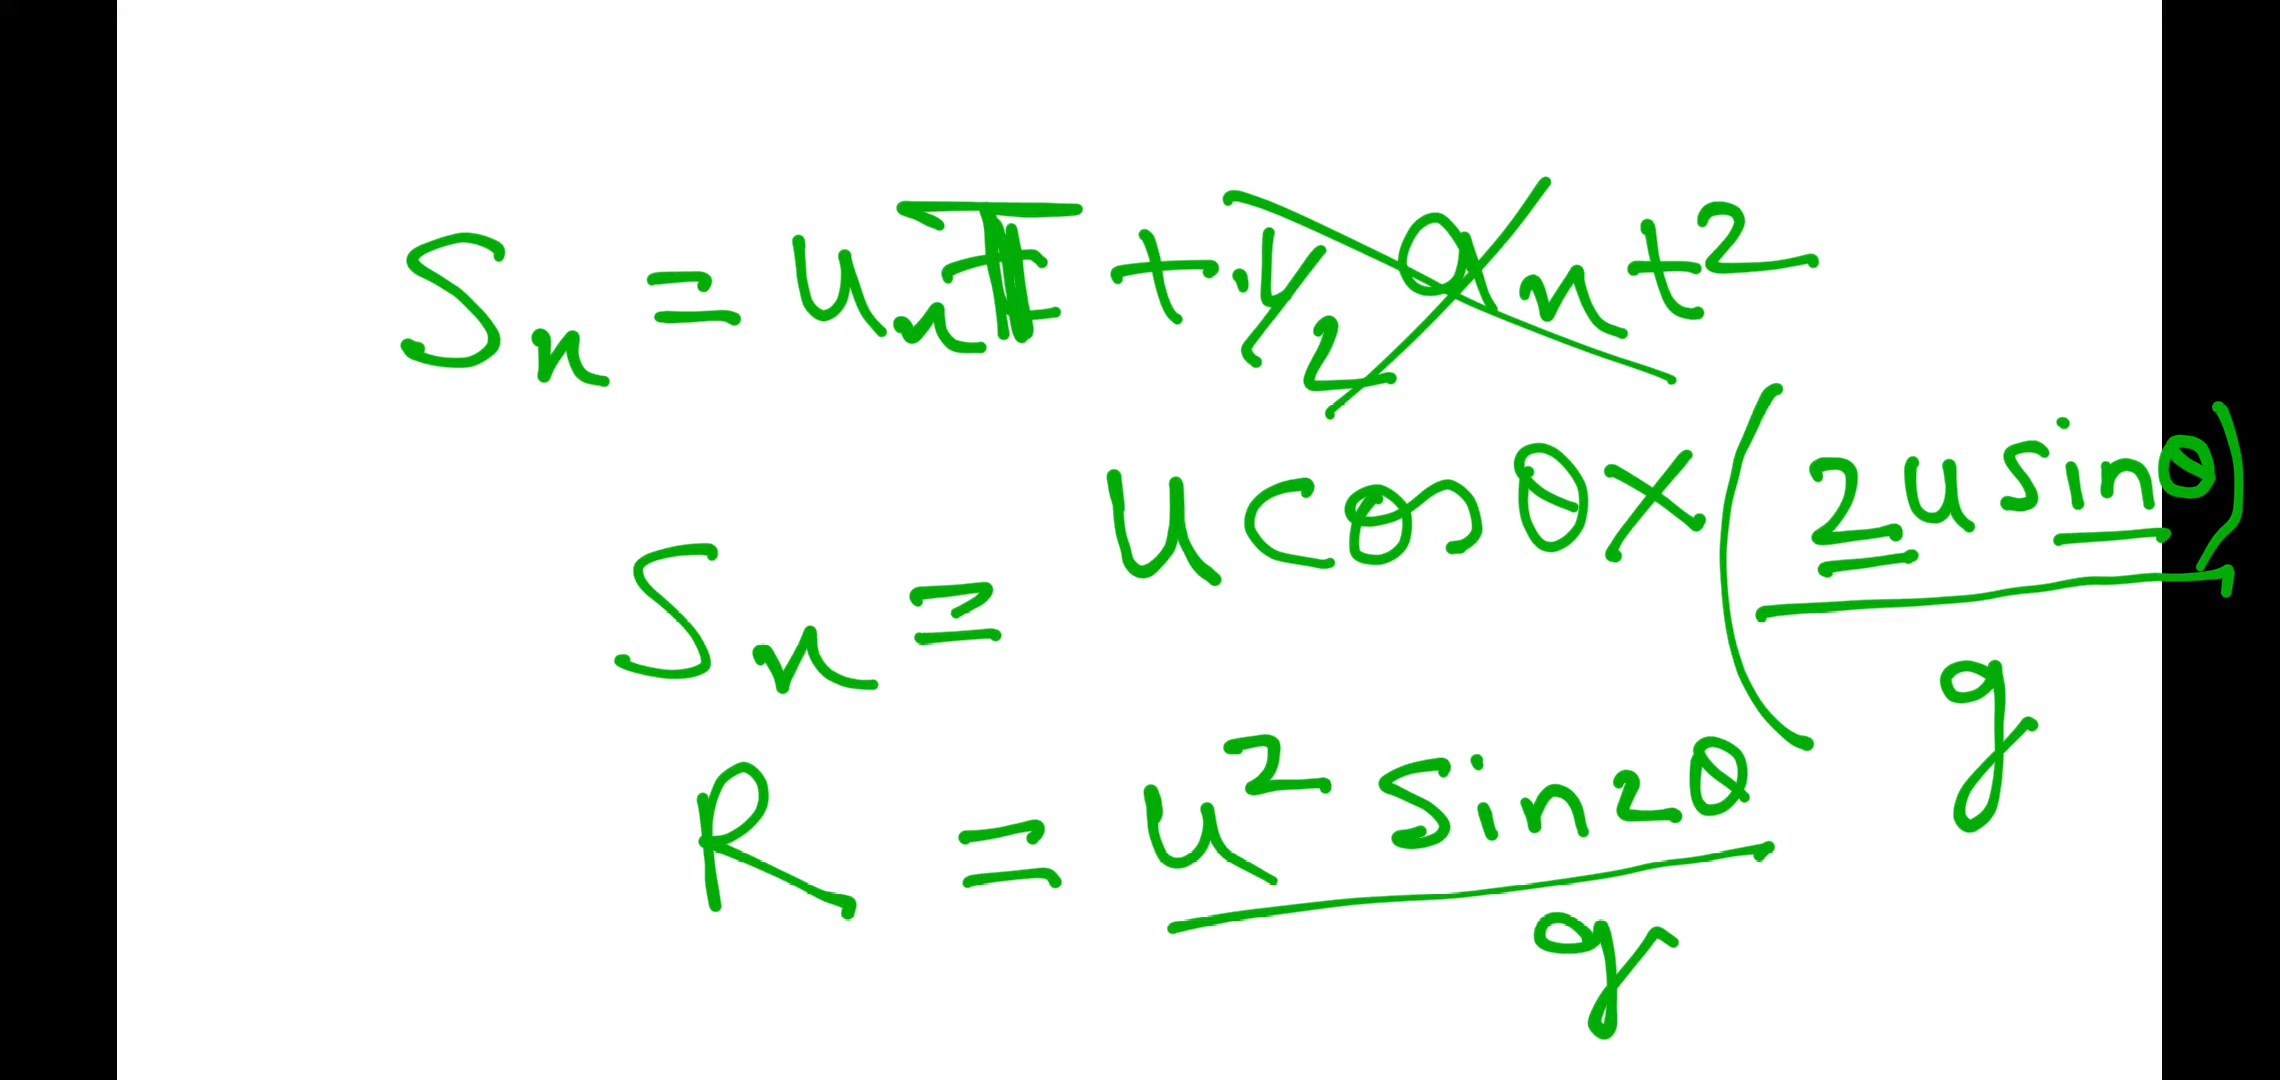 Sx = uxT + 1/2 axt²
Sx = u cosθ × (2u sinθ / g)
R = u² sin2θ / g